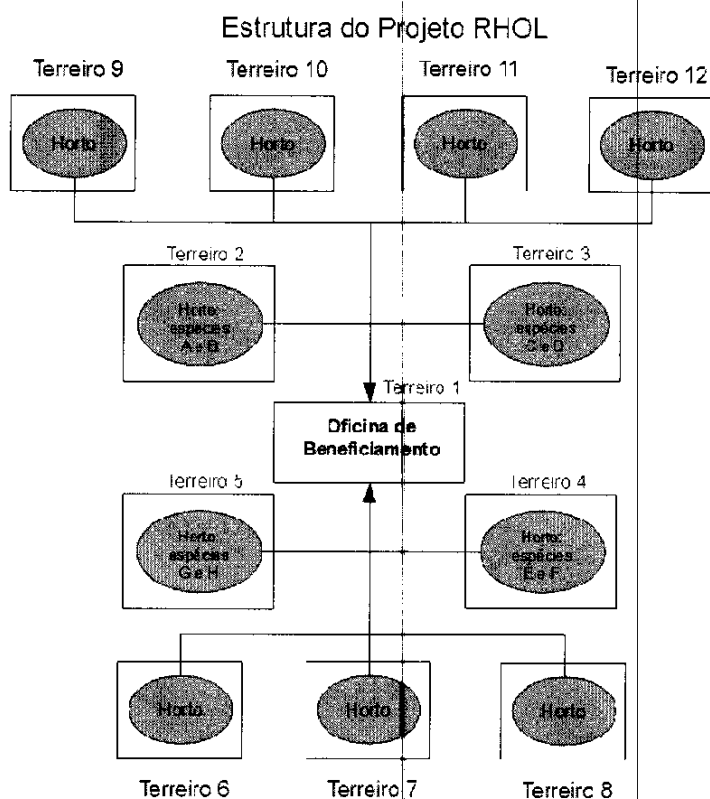 Estrutura do Projeto RHOL
Terreiro 9
Terreiro 10
Terreiro 11
Terreiro 12
Horto
Horto
Horto
Horto
Terreiro 2
Terreiro 3
Horto:
espécies
A e B
Horto:
espécies
C e D
Terreiro 1
Oficina de
Beneficiamento
Terreiro 5
Terreiro 4
Horto:
espécies
G e H
Horto:
espécies
E e F
Horto
Horto
Horto
Terreiro 6
Terreiro 7
Terreiro 8